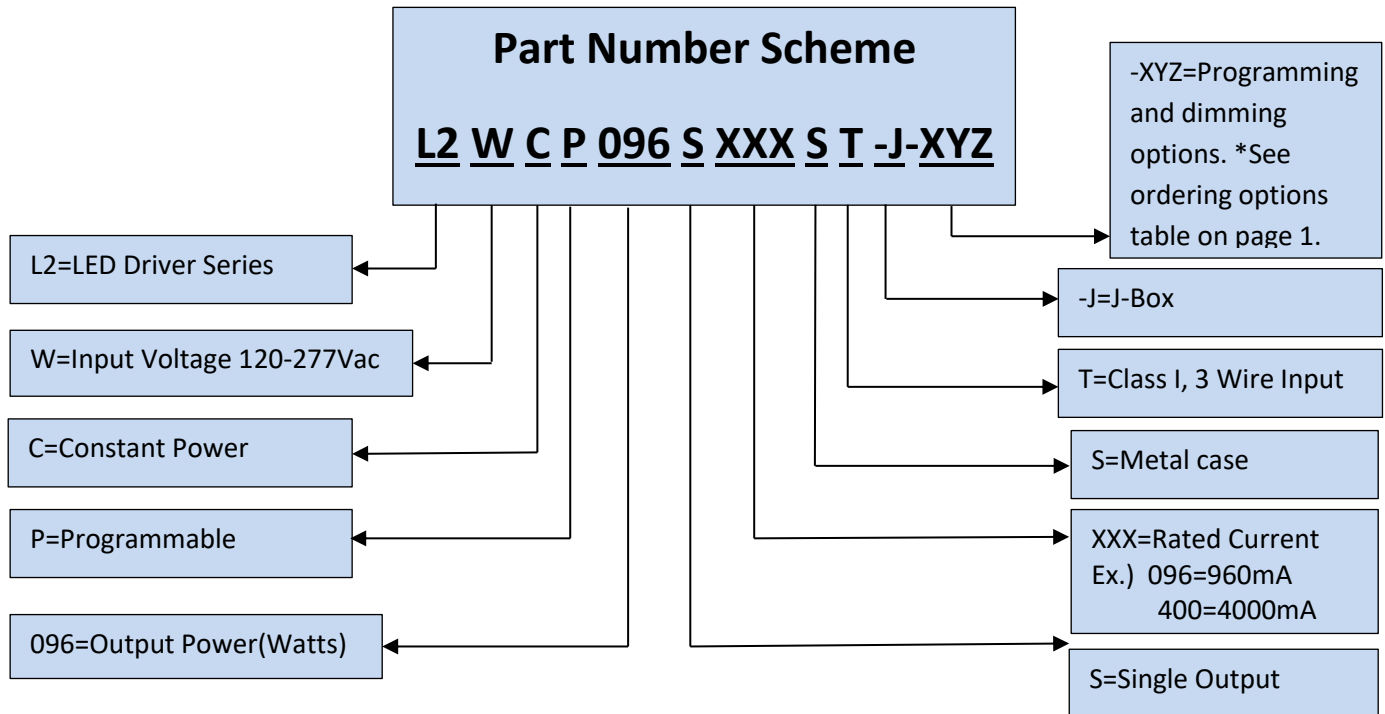 Part Number Scheme
L2 W C P 096 S XXX S T -J-XYZ
L2=LED Driver Series
W=Input Voltage 120-277Vac
C=Constant Power
P=Programmable
096=Output Power(Watts)
-XYZ=Programming
and dimming
options. *See
ordering options
table on page 1.
-J=J-Box
T=Class I, 3 Wire Input
S=Metal case
XXX=Rated Current
Ex.) 096=960mA
400=4000mA
S=Single Output